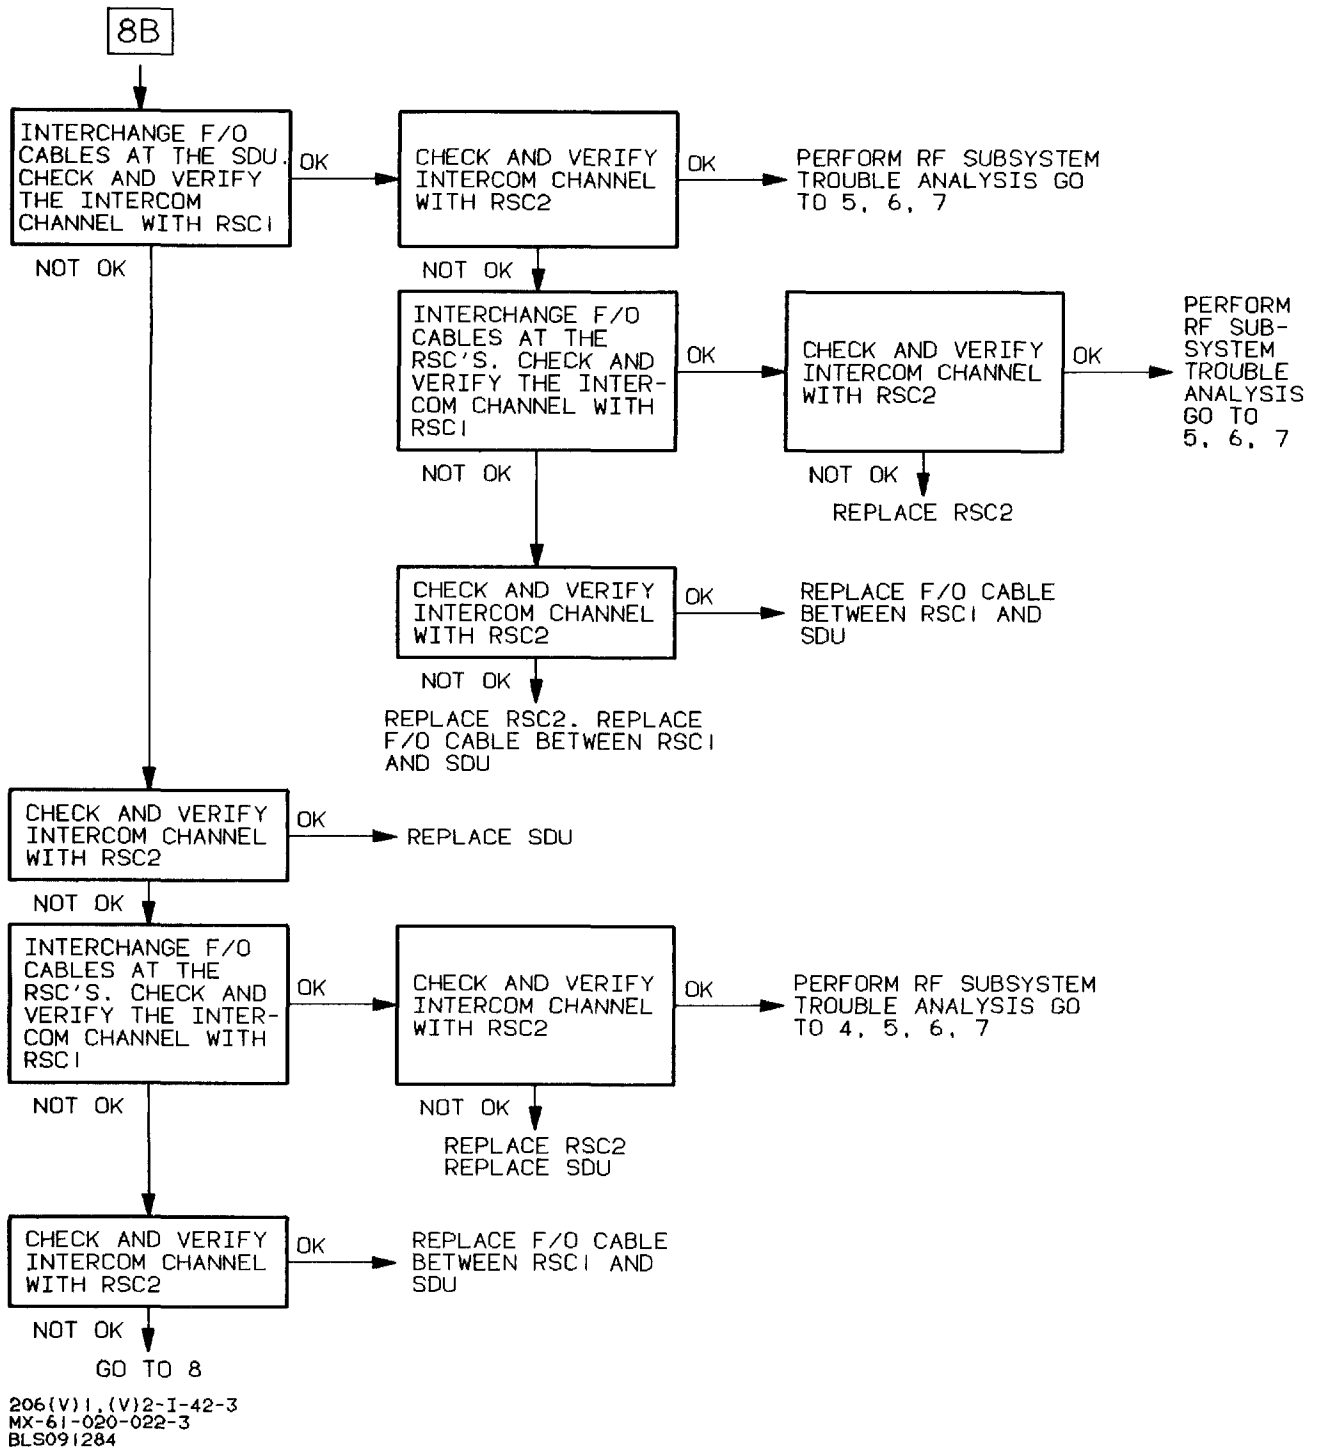 8B
INTERCHANGE F/O
CABLES AT THE SDU.
CHECK AND VERIFY
THE INTERCOM
CHANNEL WITH RSC1
OK
CHECK AND VERIFY
INTERCOM CHANNEL
WITH RSC2
OK
PERFORM RF SUBSYSTEM
TROUBLE ANALYSIS GO
TO 5, 6, 7
NOT OK
NOT OK
INTERCHANGE F/O
CABLES AT THE
RSC'S. CHECK AND
VERIFY THE INTER-
COM CHANNEL WITH
RSC1
OK
CHECK AND VERIFY
INTERCOM CHANNEL
WITH RSC2
OK
PERFORM
RF SUB-
SYSTEM
TROUBLE
ANALYSIS
GO TO
5, 6, 7
NOT OK
NOT OK
REPLACE RSC2
CHECK AND VERIFY
INTERCOM CHANNEL
WITH RSC2
OK
REPLACE F/O CABLE
BETWEEN RSC1 AND
SDU
NOT OK
REPLACE RSC2. REPLACE
F/O CABLE BETWEEN RSC1
AND SDU
CHECK AND VERIFY
INTERCOM CHANNEL
WITH RSC2
OK
REPLACE SDU
NOT OK
INTERCHANGE F/O
CABLES AT THE
RSC'S. CHECK AND
VERIFY THE INTER-
COM CHANNEL WITH
RSC1
OK
CHECK AND VERIFY
INTERCOM CHANNEL
WITH RSC2
OK
PERFORM RF SUBSYSTEM
TROUBLE ANALYSIS GO
TO 4, 5, 6, 7
NOT OK
NOT OK
REPLACE RSC2
REPLACE SDU
CHECK AND VERIFY
INTERCOM CHANNEL
WITH RSC2
OK
REPLACE F/O CABLE
BETWEEN RSC1 AND
SDU
NOT OK
GO TO 8
206(V)1,(V)2-I-42-3
MX-61-020-022-3
BLS091284